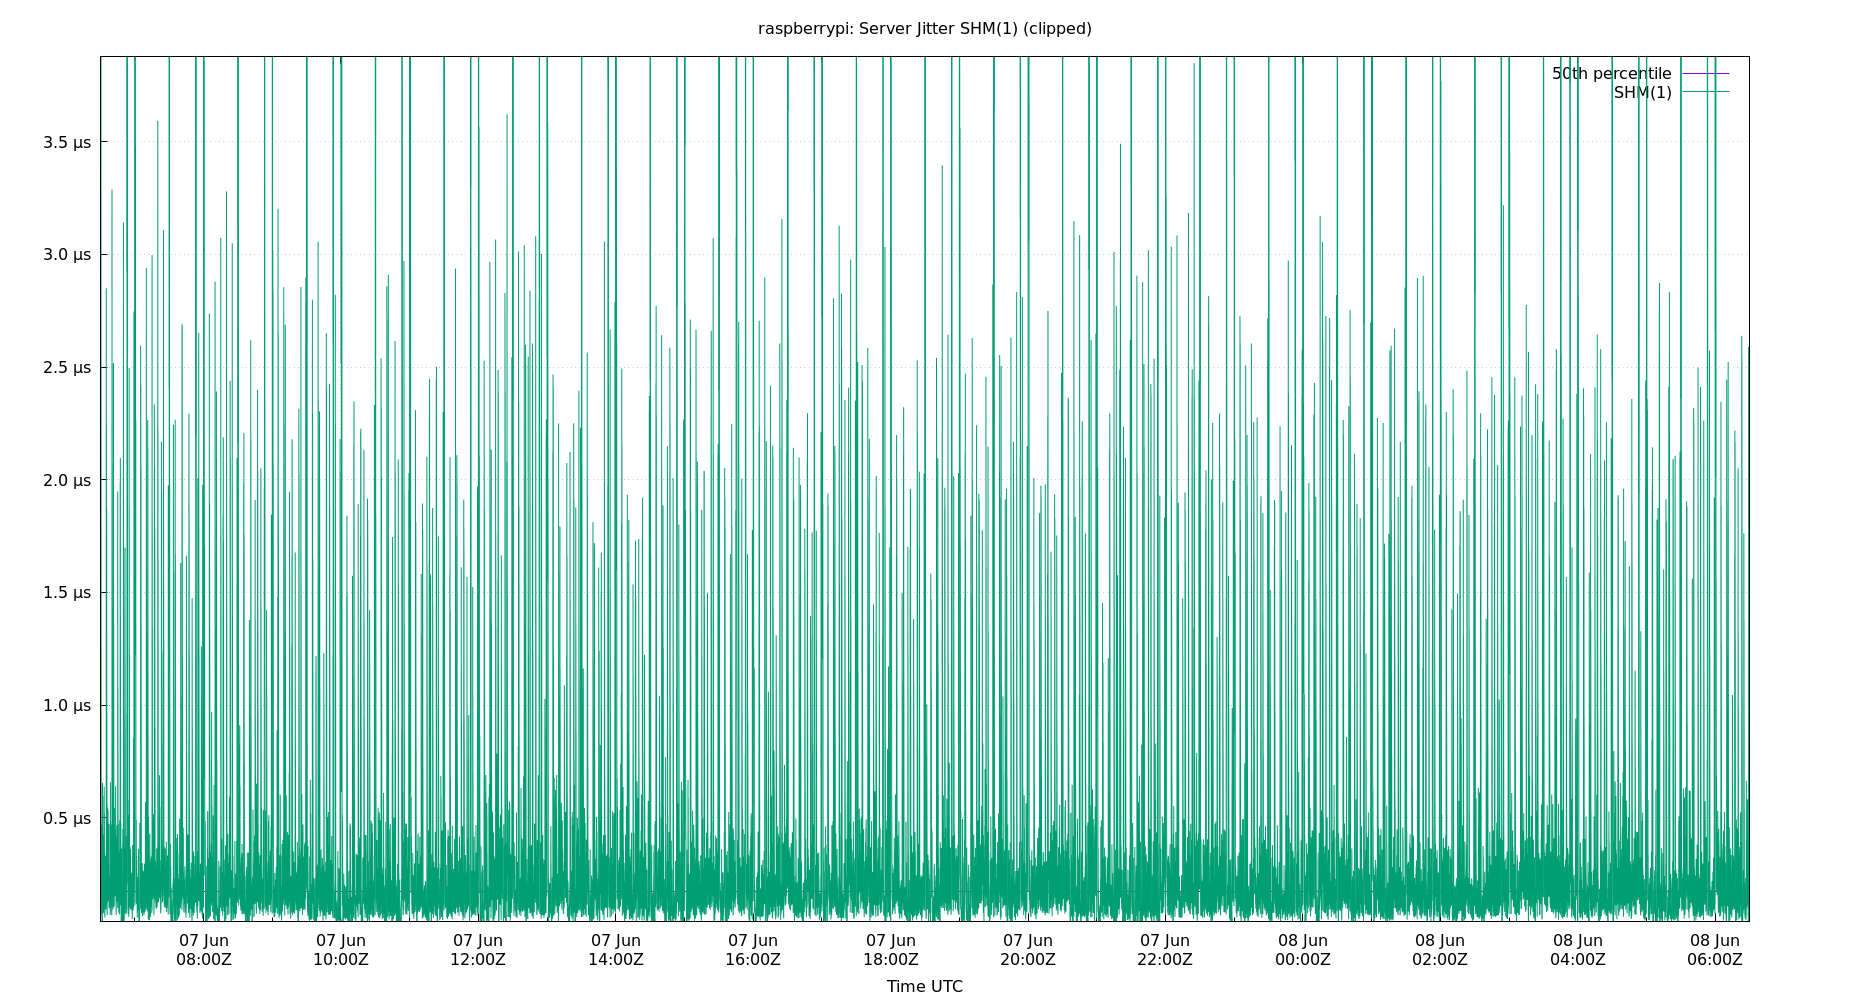 raspberrypi: Server Jitter SHM(1) (clipped)
50th percentile
SHM(1)
3.5 μs
3.0 μs
2.5 μs
2.0 μs
1.5 μs
1.0 μs
0.5 μs
07 Jun 07 Jun 07 Jun 07 Jun 07 Jun 07 Jun 07 Jun 07 Jun 08 Jun 08 Jun 08 Jun 08 Jun
08:00Z 10:00Z 12:00Z 14:00Z 16:00Z 18:00Z 20:00Z 22:00Z 00:00Z 02:00Z 04:00Z 06:00Z
Time UTC